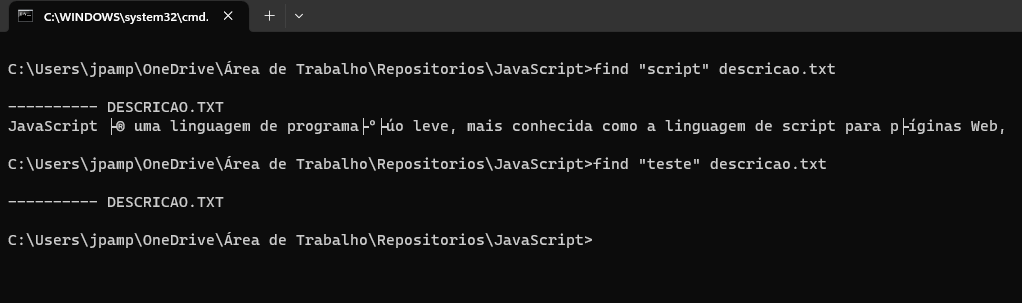 C:\WINDOWS\system32\cmd.
C:\Users\jpamp\OneDrive\Área de Trabalho\Repositorios\JavaScript>find "script" descricao.txt
---------- DESCRICAO.TXT
JavaScript ├® uma linguagem de programa├º├úo leve, mais conhecida como a linguagem de script para p├íginas Web,
C:\Users\jpamp\OneDrive\Área de Trabalho\Repositorios\JavaScript>find "teste" descricao.txt
---------- DESCRICAO.TXT
C:\Users\jpamp\OneDrive\Área de Trabalho\Repositorios\JavaScript>